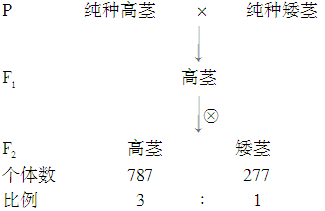 P 纯种高茎 × 纯种矮茎
F₁ 高茎
⊗
F₂ 高茎 矮茎
个体数 787 277
比例 3 : 1